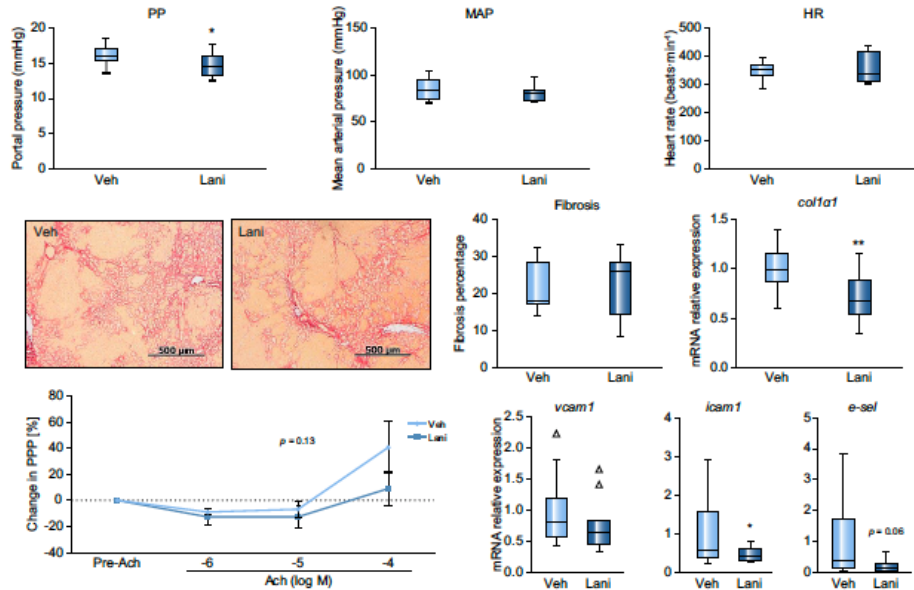 PP
Portal pressure (mmHg)
20
15
10
5
0
*
Veh
Lani
MAP
Mean arterial pressure (mmHg)
150
100
50
0
Veh
Lani
HR
Heart rate (beats·min⁻¹)
500
400
300
200
100
0
Veh
Lani
Veh
500 µm
Lani
500 µm
Fibrosis
Fibrosis percentage
40
30
20
10
0
Veh
Lani
col1α1
mRNA relative expression
1.5
1.0
0.5
0.0
**
Veh
Lani
Change in PPP [%]
80
60
40
20
0
-20
-40
p = 0.13
Veh
Lani
Pre-Ach
-6
-5
-4
Ach (log M)
vcam1
mRNA relative expression
2.5
2.0
1.5
1.0
0.5
0.0
Veh
Lani
icam1
4
3
2
1
0
*
Veh
Lani
e-sel
4
3
2
1
0
p = 0.06
Veh
Lani